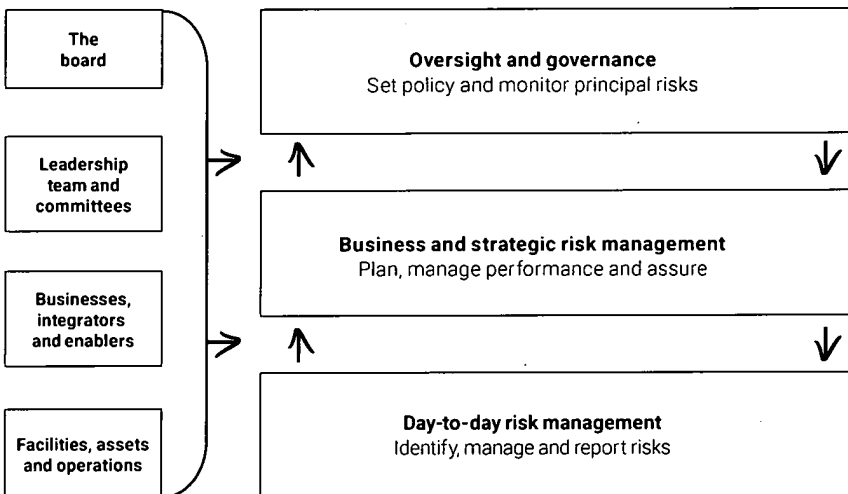 The
board
Leadership
team and
committees
Businesses,
integrators
and enablers
Facilities, assets
and operations
Oversight and governance
Set policy and monitor principal risks
Business and strategic risk management
Plan, manage performance and assure
Day-to-day risk management
Identify, manage and report risks